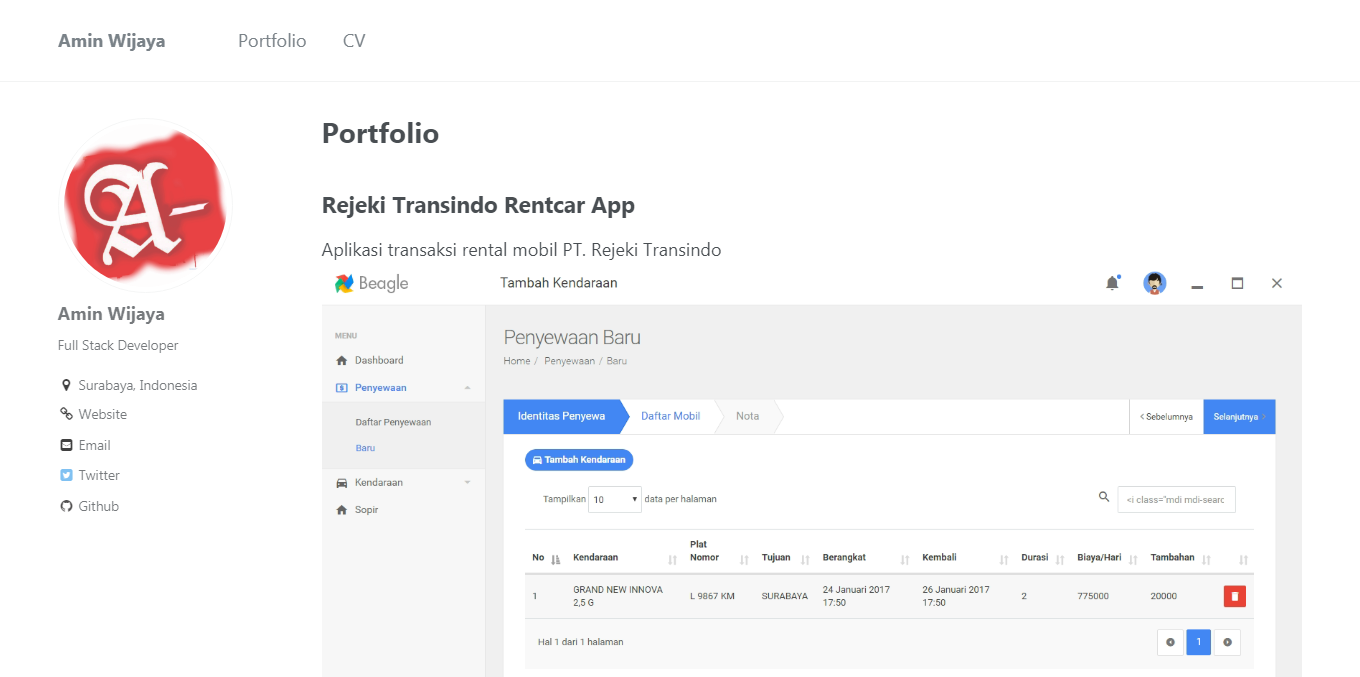 Amin Wijaya Portfolio CV
A-
Amin Wijaya
Full Stack Developer
Surabaya, Indonesia
Website
Email
Twitter
Github
Portfolio
Rejeki Transindo Rentcar App
Aplikasi transaksi rental mobil PT. Rejeki Transindo
Beagle Tambah Kendaraan
MENU
Dashboard
Penyewaan
Daftar Penyewaan
Baru
Kendaraan
Sopir
Penyewaan Baru
Home / Penyewaan / Baru
Identitas Penyewa Daftar Mobil Nota < Sebelumnya Selanjutnya >
Tambah Kendaraan
Tampilkan 10 data per halaman <i class="mdi mdi-searc
No Kendaraan Plat Nomor Tujuan Berangkat Kembali Durasi Biaya/Hari Tambahan
1 GRAND NEW INNOVA 2,5 G L 9867 KM SURABAYA 24 Januari 2017 17:50 26 Januari 2017 17:50 2 775000 20000
Hal 1 dari 1 halaman 1